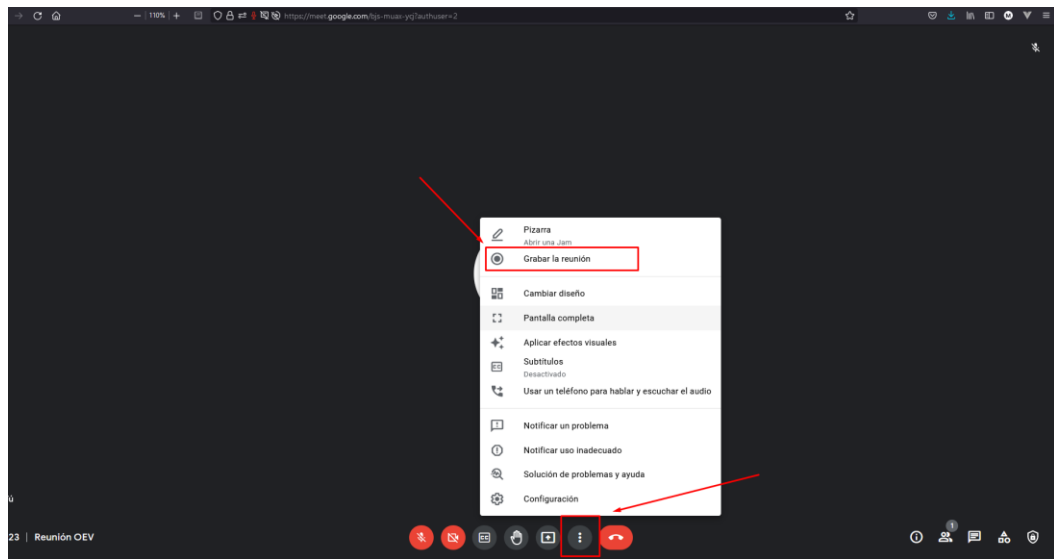 110%
https://meet.google.com/bjs-muax-ycj?authuser=2
Pizarra
Abrir una Jam
Grabar la reunión
Cambiar diseño
Pantalla completa
Aplicar efectos visuales
Subtítulos
Desactivado
Usar un teléfono para hablar y escuchar el audio
Notificar un problema
Notificar uso inadecuado
Solución de problemas y ayuda
Configuración
ú
23 | Reunión OEV
1